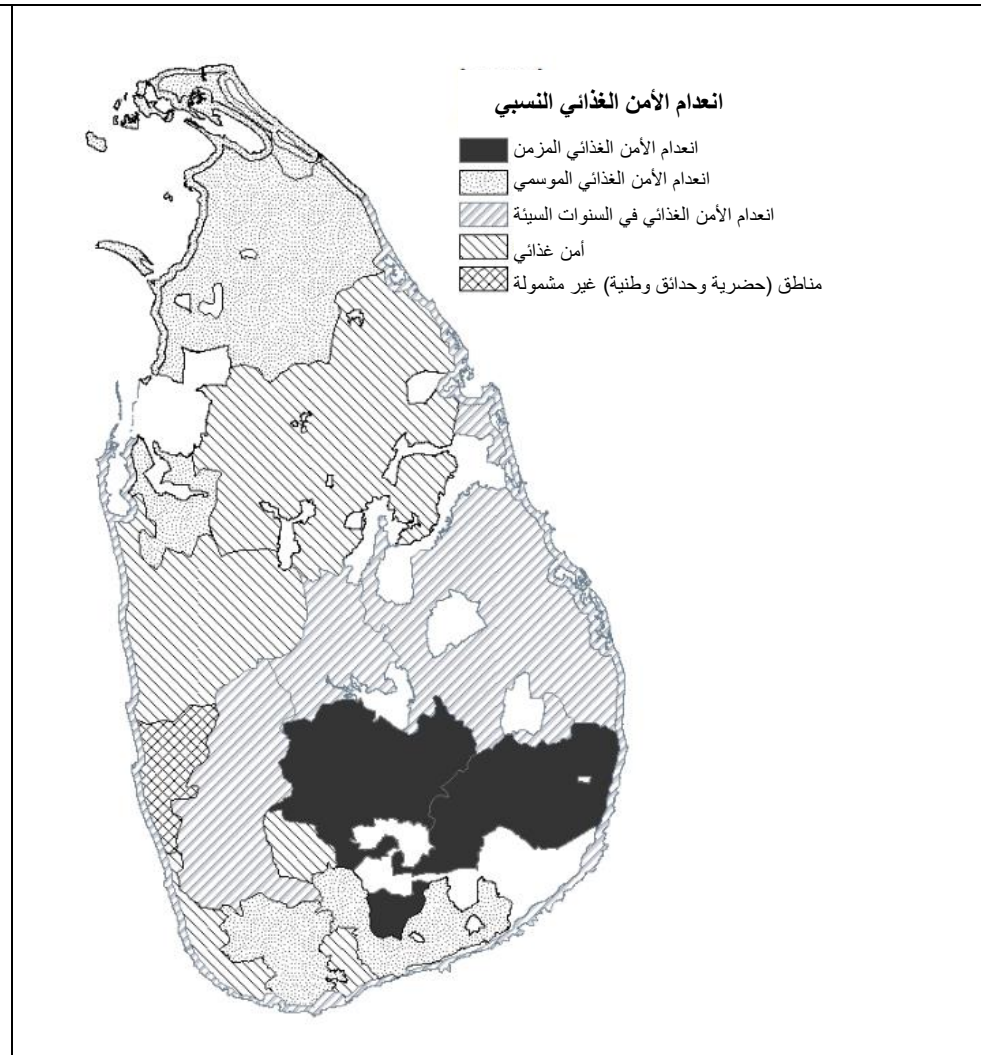 انعدام الأمن الغذائي النسبي
انعدام الأمن الغذائي المزمن
انعدام الأمن الغذائي الموسمي
انعدام الأمن الغذائي في السنوات السيئة
أمن غذائي
مناطق (حضرية وحدائق وطنية) غير مشمولة